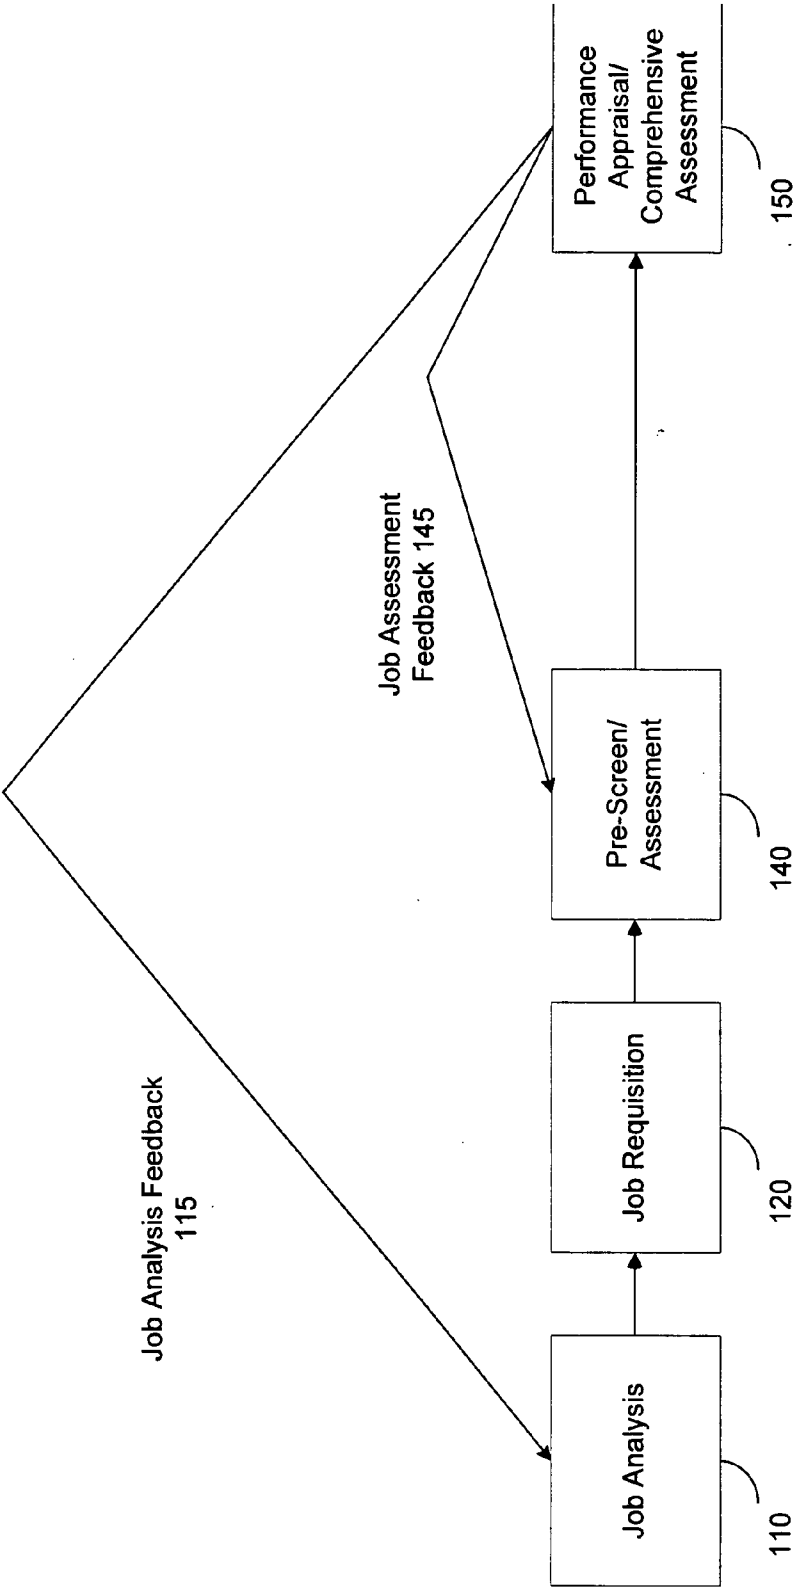 Job Analysis Feedback
115
Job Assessment
Feedback 145
Job Analysis
110
Job Requisition
120
Pre-Screen/
Assessment
140
Performance
Appraisal/
Comprehensive
Assessment
150